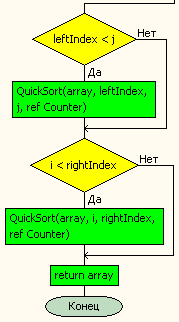 leftIndex < j
Нет
Да
QuickSort(array, leftIndex,
j, ref Counter)
i < rightIndex
Нет
Да
QuickSort(array, i, rightIndex,
ref Counter)
return array
Конец